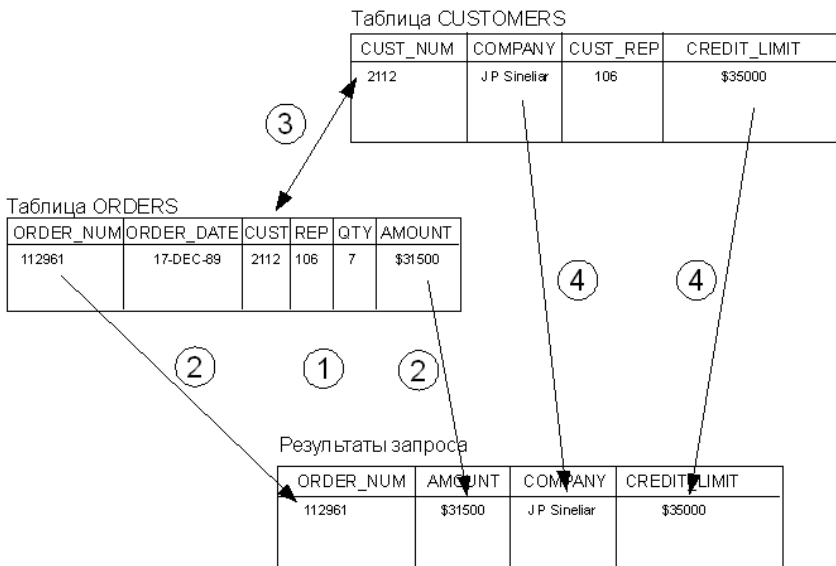 Таблица CUSTOMERS
CUST_NUM COMPANY CUST_REP CREDIT_LIMIT
2112 J P Sineliar 106 $35000
3
Таблица ORDERS
ORDER_NUM ORDER_DATE CUST REP QTY AMOUNT
112961 17-DEC-89 2112 106 7 $31500
4 4
2 1 2
Результаты запроса
ORDER_NUM AMOUNT COMPANY CREDIT_LIMIT
112961 $31500 J P Sineliar $35000